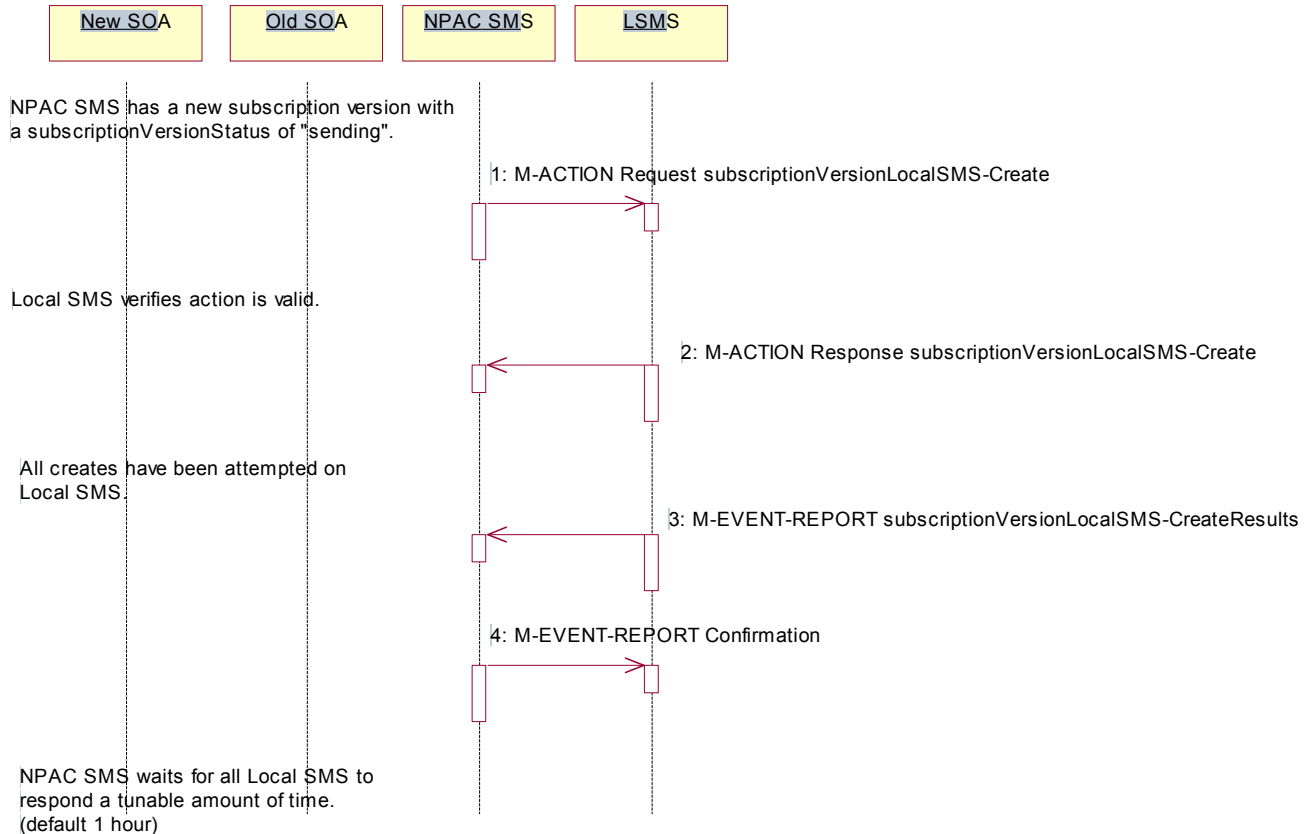 New SOA
Old SOA
NPAC SMS
LSMS
NPAC SMS has a new subscription version with
a subscriptionVersionStatus of "sending".
1: M-ACTION Request subscriptionVersionLocalSMS-Create
Local SMS verifies action is valid.
2: M-ACTION Response subscriptionVersionLocalSMS-Create
All creates have been attempted on
Local SMS.
3: M-EVENT-REPORT subscriptionVersionLocalSMS-CreateResults
4: M-EVENT-REPORT Confirmation
NPAC SMS waits for all Local SMS to
respond a tunable amount of time.
(default 1 hour)